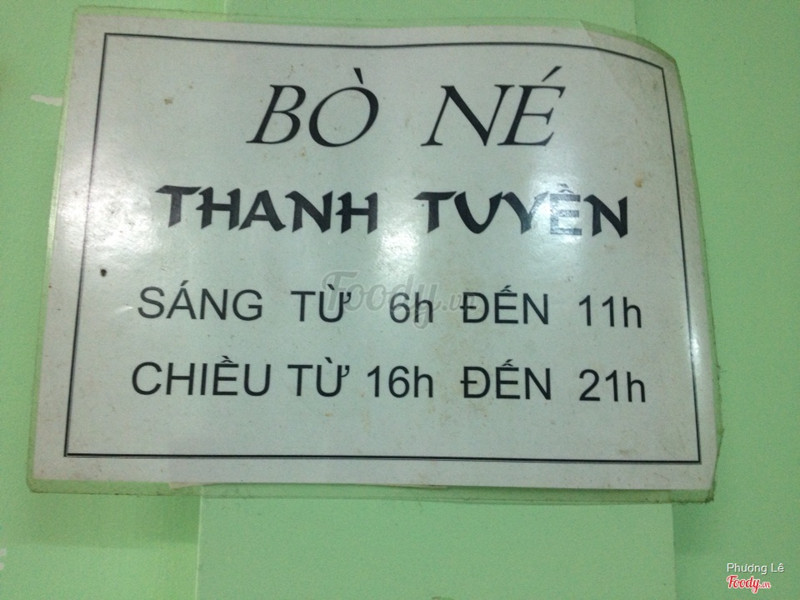 BÒ NÉ
THANH TUYỀN
SÁNG TỪ 6h ĐẾN 11h
Foody.vn
CHIỀU TỪ 16h ĐẾN 21h
Phượng Lê
Foody.vn